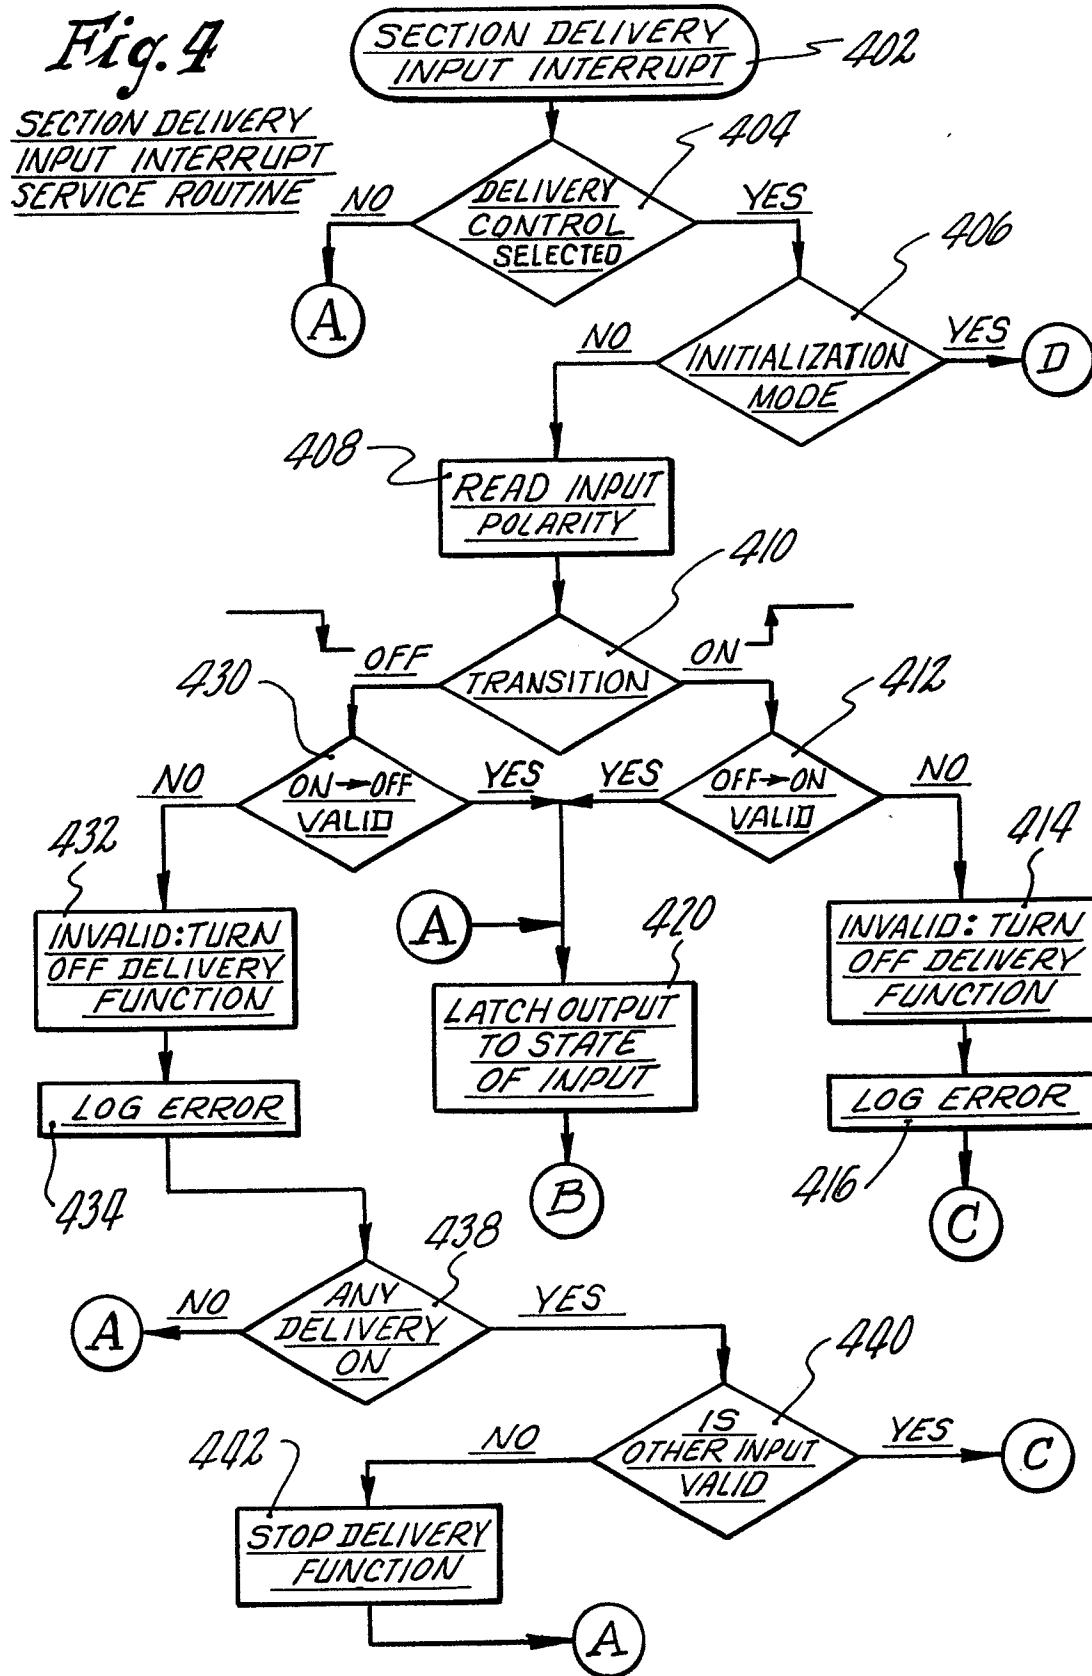 Fig. 4
SECTION DELIVERY
INPUT INTERRUPT
SERVICE ROUTINE
SECTION DELIVERY
INPUT INTERRUPT
402
404
DELIVERY
CONTROL
SELECTED
NO
YES
A
406
INITIALIZATION
MODE
NO
YES
D
408
READ INPUT
POLARITY
410
TRANSITION
OFF
ON
430
ON→OFF
VALID
NO
YES
412
OFF→ON
VALID
YES
NO
432
INVALID: TURN
OFF DELIVERY
FUNCTION
A
420
LATCH OUTPUT
TO STATE
OF INPUT
414
INVALID: TURN
OFF DELIVERY
FUNCTION
LOG ERROR
434
B
LOG ERROR
416
C
438
ANY
DELIVERY
ON
NO
YES
A
440
IS
OTHER INPUT
VALID
NO
YES
C
442
STOP DELIVERY
FUNCTION
A